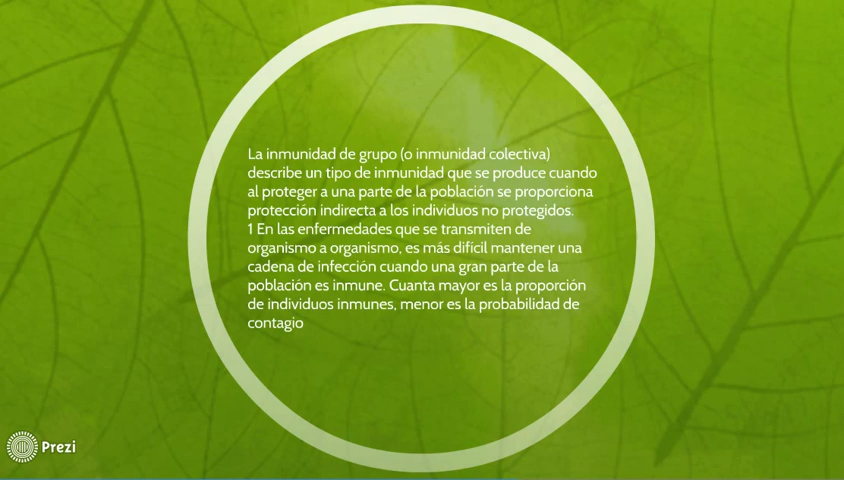 La inmunidad de grupo (o inmunidad colectiva)
describe un tipo de inmunidad que se produce cuando
al proteger a una parte de la población se proporciona
protección indirecta a los individuos no protegidos.
1 En las enfermedades que se transmiten de
organismo a organismo, es más difícil mantener una
cadena de infección cuando una gran parte de la
población es inmune. Cuanta mayor es la proporción
de individuos inmunes, menor es la probabilidad de
contagio
Prezi